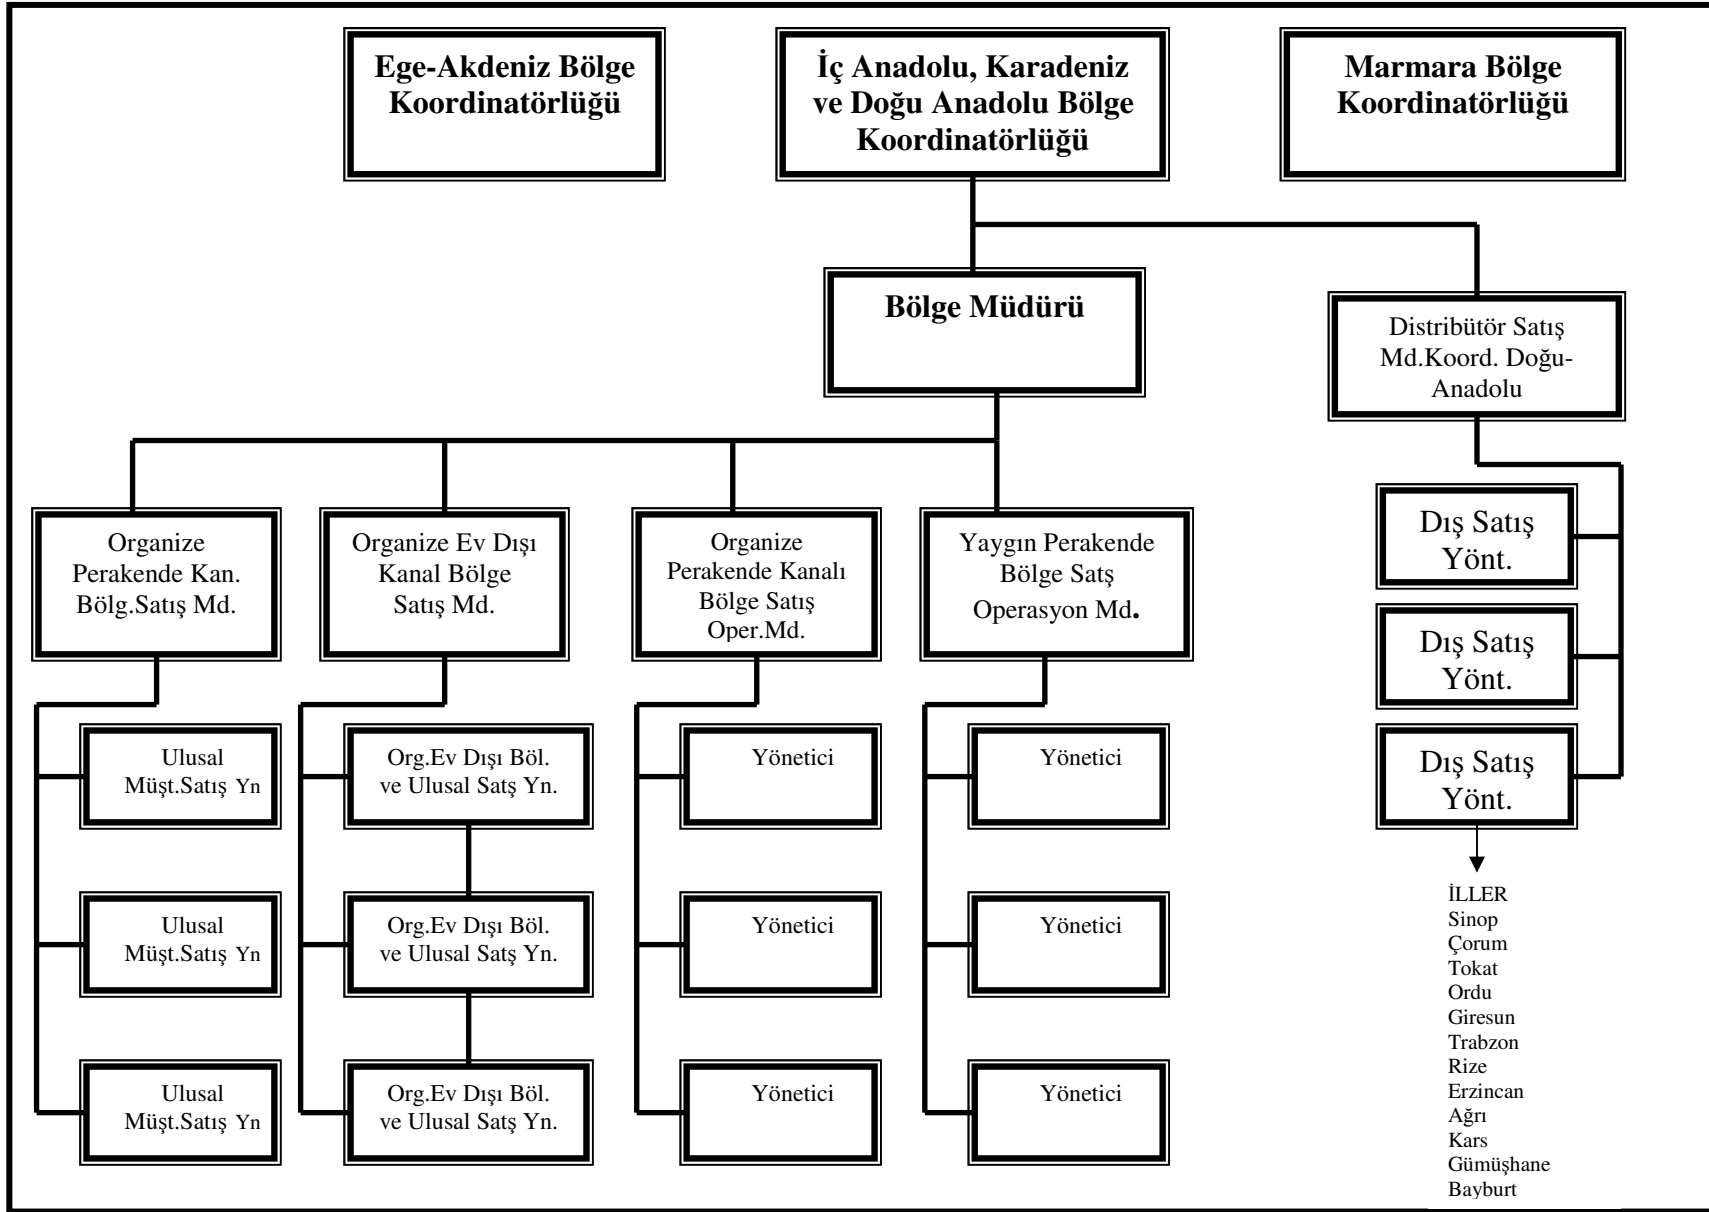 Ege-Akdeniz Bölge
Koordinatörlüğü
İç Anadolu, Karadeniz
ve Doğu Anadolu Bölge
Koordinatörlüğü
Marmara Bölge
Koordinatörlüğü
Bölge Müdürü
Distribütör Satış
Md.Koord. Doğu-
Anadolu
Organize
Perakende Kan.
Bölg.Satış Md.
Organize Ev Dışı
Kanal Bölge
Satış Md.
Organize
Perakende Kanalı
Bölge Satış
Oper.Md.
Yaygın Perakende
Bölge Satş
Operasyon Md.
Dış Satış
Yönt.
Dış Satış
Yönt.
Dış Satış
Yönt.
Ulusal
Müşt.Satış Yn
Org.Ev Dışı Böl.
ve Ulusal Satş Yn.
Yönetici
Yönetici
Ulusal
Müşt.Satış Yn
Org.Ev Dışı Böl.
ve Ulusal Satş Yn.
Yönetici
Yönetici
Ulusal
Müşt.Satış Yn
Org.Ev Dışı Böl.
ve Ulusal Satş Yn.
Yönetici
Yönetici
İLLER
Sinop
Çorum
Tokat
Ordu
Giresun
Trabzon
Rize
Erzincan
Ağrı
Kars
Gümüşhane
Bayburt